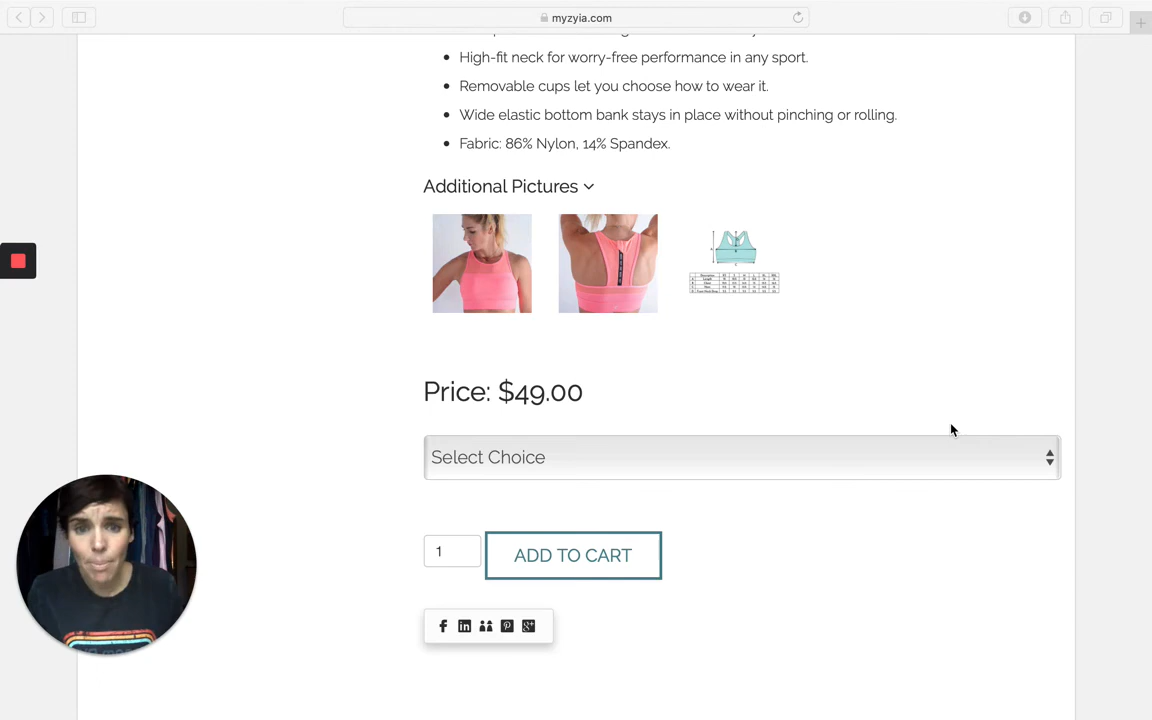 myzyia.com
High-fit neck for worry-free performance in any sport.
Removable cups let you choose how to wear it.
Wide elastic bottom bank stays in place without pinching or rolling.
Fabric: 86% Nylon, 14% Spandex.
Additional Pictures
Price: $49.00
Select Choice
1
ADD TO CART